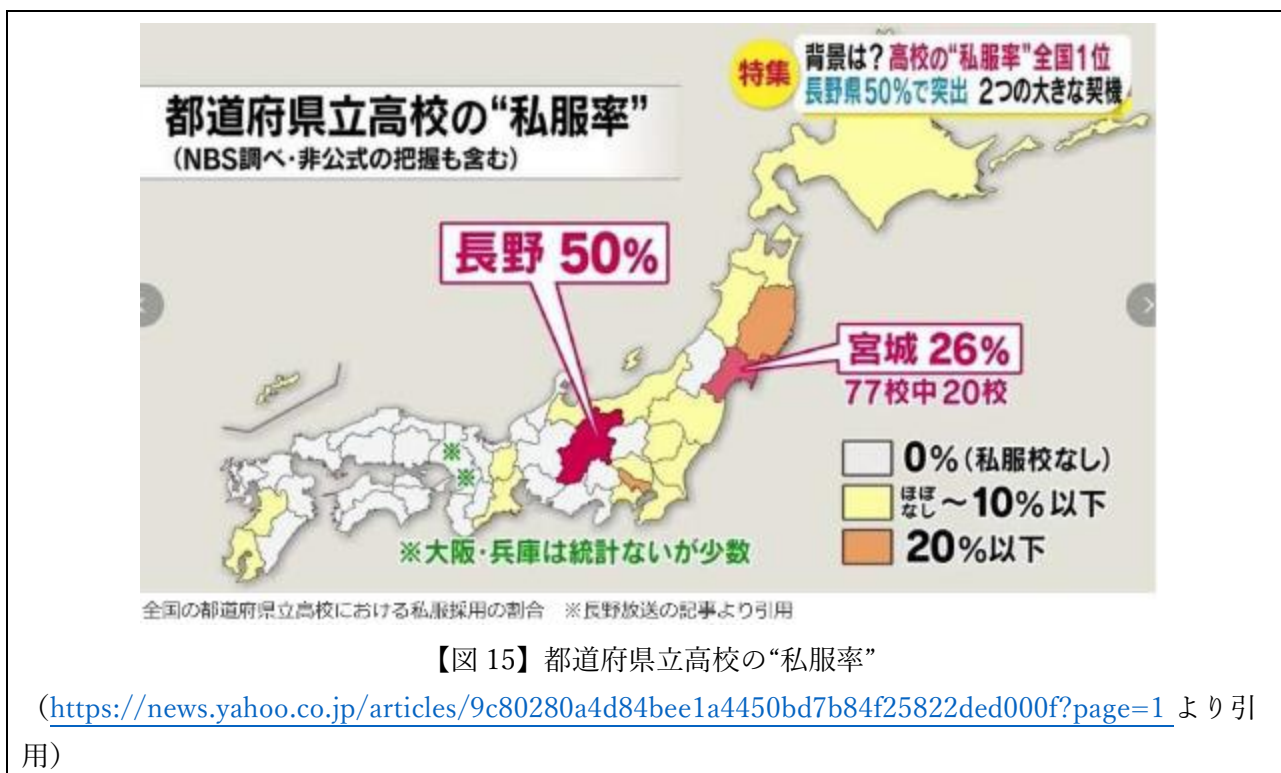 特集
背景は?高校の“私服率”全国1位
長野県50%で突出 2つの大きな契機
都道府県立高校の“私服率”
(NBS調べ・非公式の把握も含む)
長野 50%
宮城 26%
77校中20校
※
※
0%(私服校なし)
ほぼなし～10%以下
20%以下
※大阪・兵庫は統計ないが少数
全国の都道府県立高校における私服採用の割合 ※長野放送の記事より引用
【図 15】都道府県立高校の“私服率”
(https://news.yahoo.co.jp/articles/9c80280a4d84bee1a4450bd7b84f25822ded000f?page=1 より引
用)